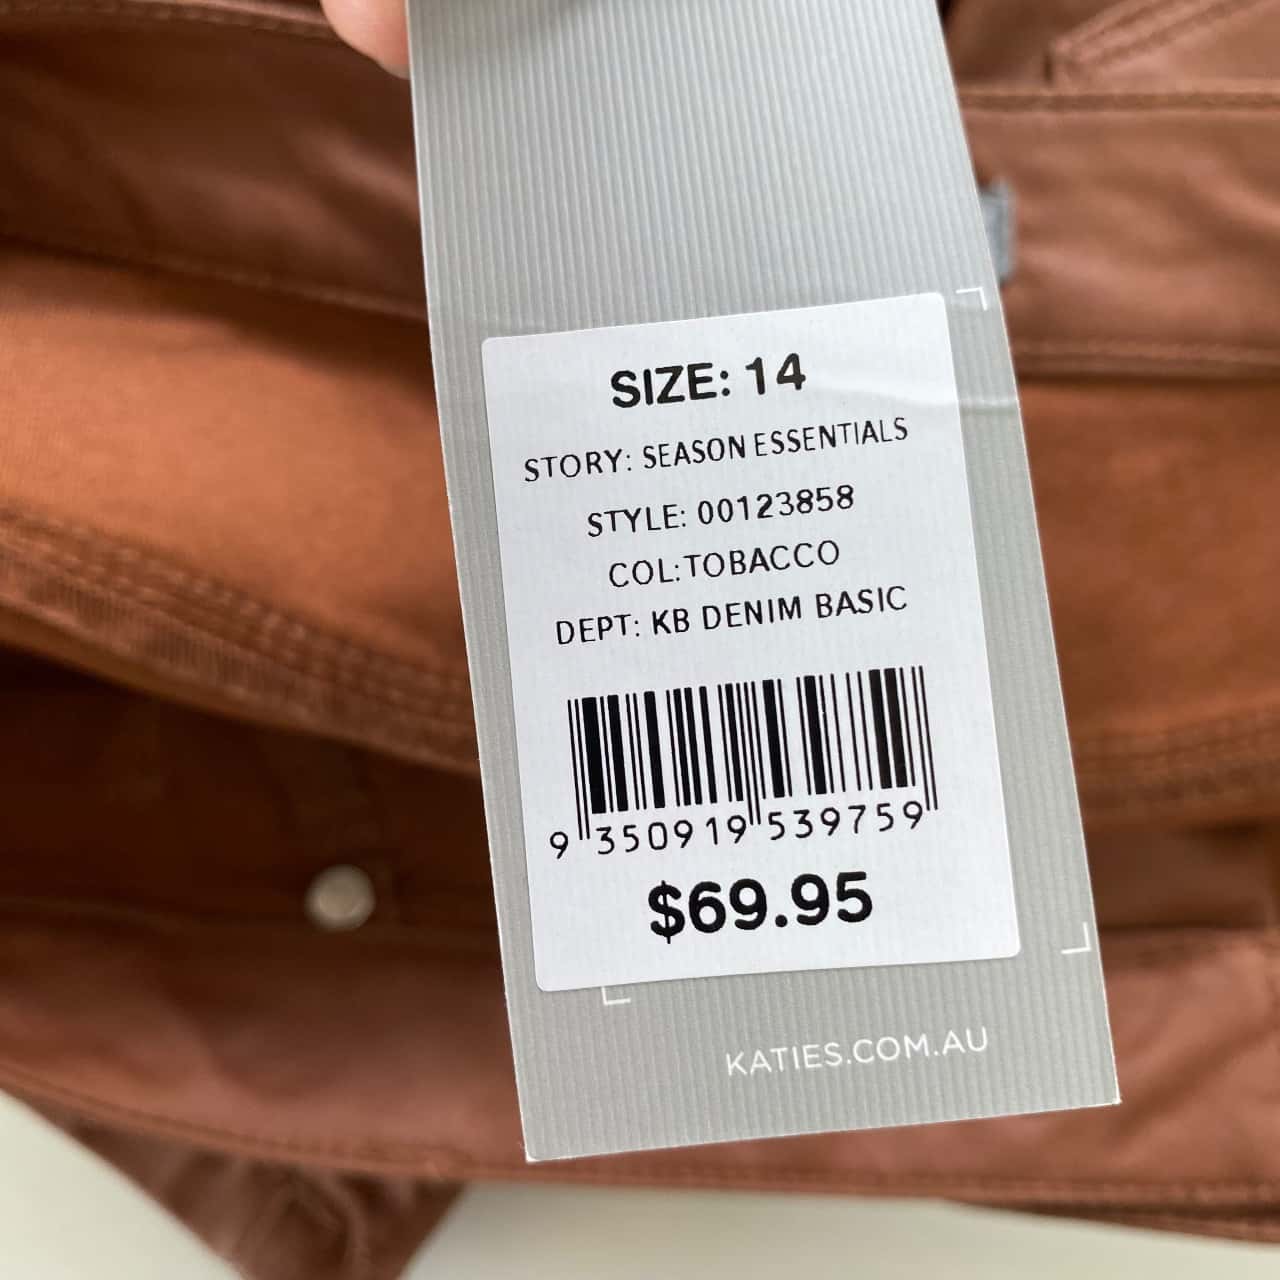 SIZE: 14
STORY: SEASON ESSENTIALS
STYLE: 00123858
COL:TOBACCO
DEPT: KB DENIM BASIC
9 350919 539759
$69.95
KATIES.COM.AU